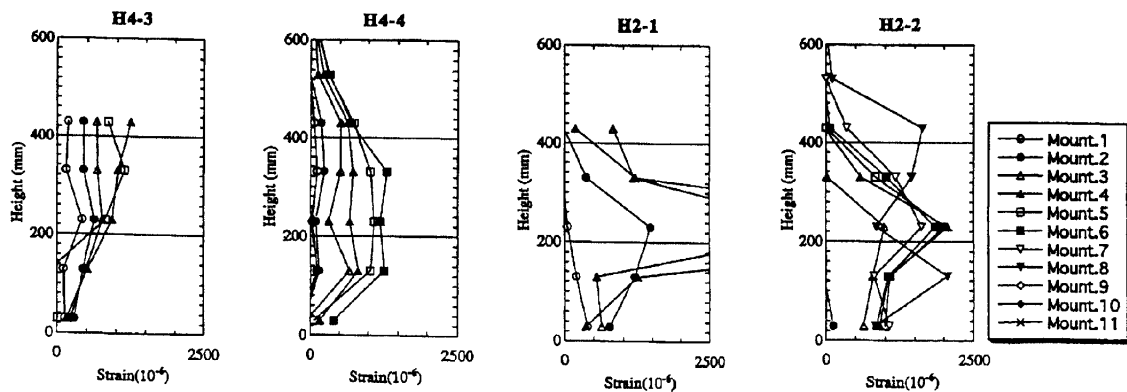 H4-3
H4-4
H2-1
H2-2
600
400
200
0
Height (mm)
0
2500
Strain(10⁻⁶)
600
400
200
0
Height (mm)
0
2500
Strain(10⁻⁶)
600
400
200
0
Height (mm)
0
2500
Strain(10⁻⁶)
600
400
200
0
Height (mm)
0
2500
Strain(10⁻⁶)
Mount.1
Mount.2
Mount.3
Mount.4
Mount.5
Mount.6
Mount.7
Mount.8
Mount.9
Mount.10
Mount.11